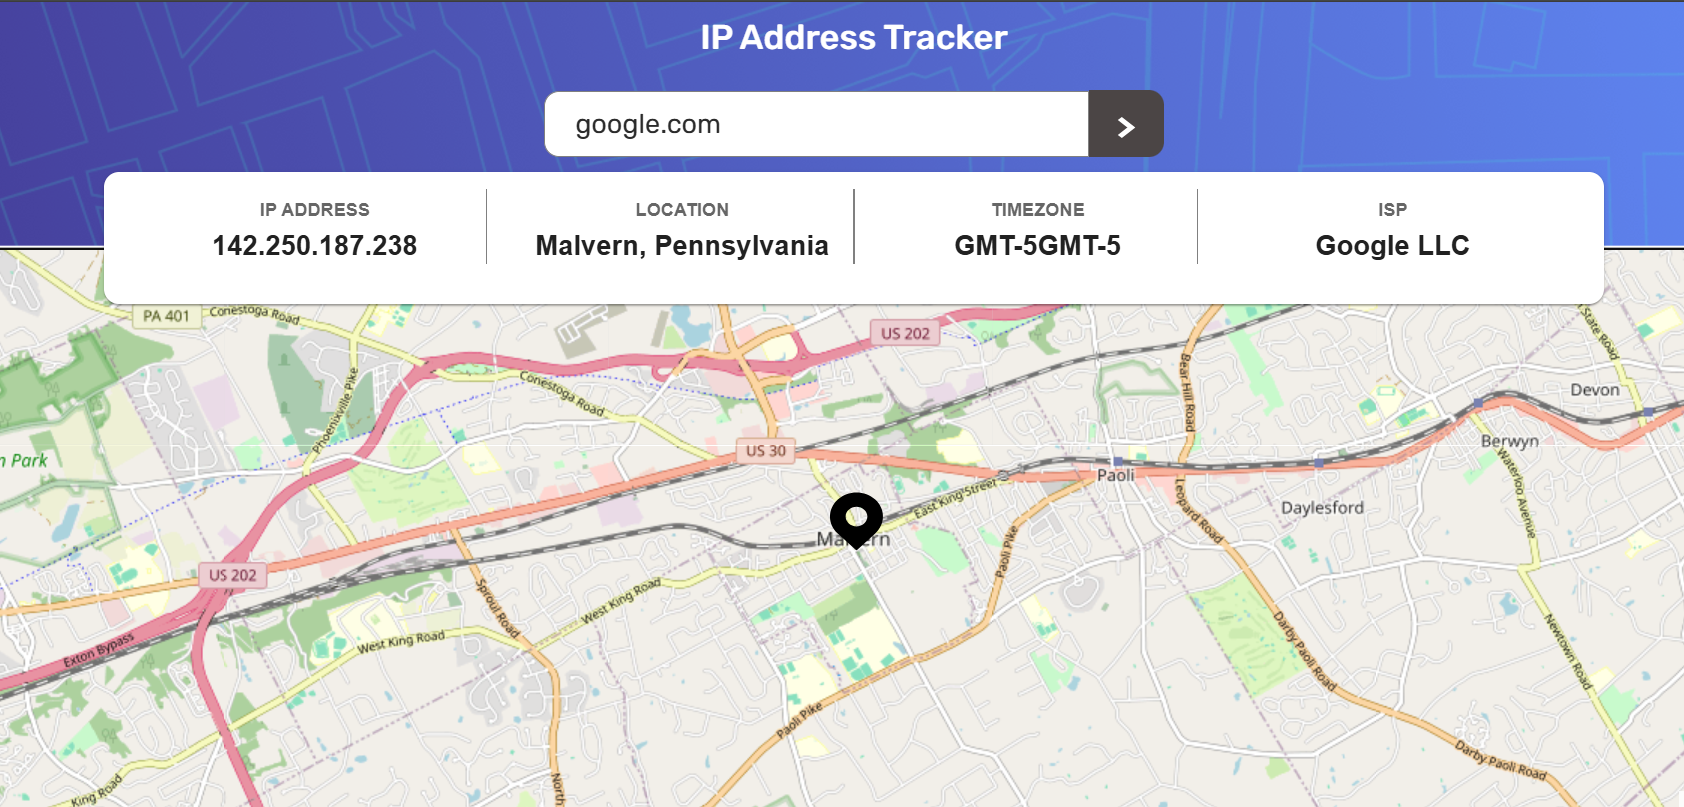 IP Address Tracker
google.com
IP ADDRESS
142.250.187.238
LOCATION
Malvern, Pennsylvania
TIMEZONE
GMT-5GMT-5
ISP
Google LLC
PA 401
Conestoga Road
US 202
State Road
Phoenixville Pike
Conestoga Road
Bear Hill Road
Devon
Berwyn
n Park
US 30
Paoli
East King Street
Leopard Road
Waterloo Avenue
Daylesford
Malvern
Paoli Pike
US 202
Sproul Road
West King Road
West King Road
Exton Bypass
Darby Paoli Road
Newtown Road
Paoli Pike
Darby Paoli Road
King Road
North